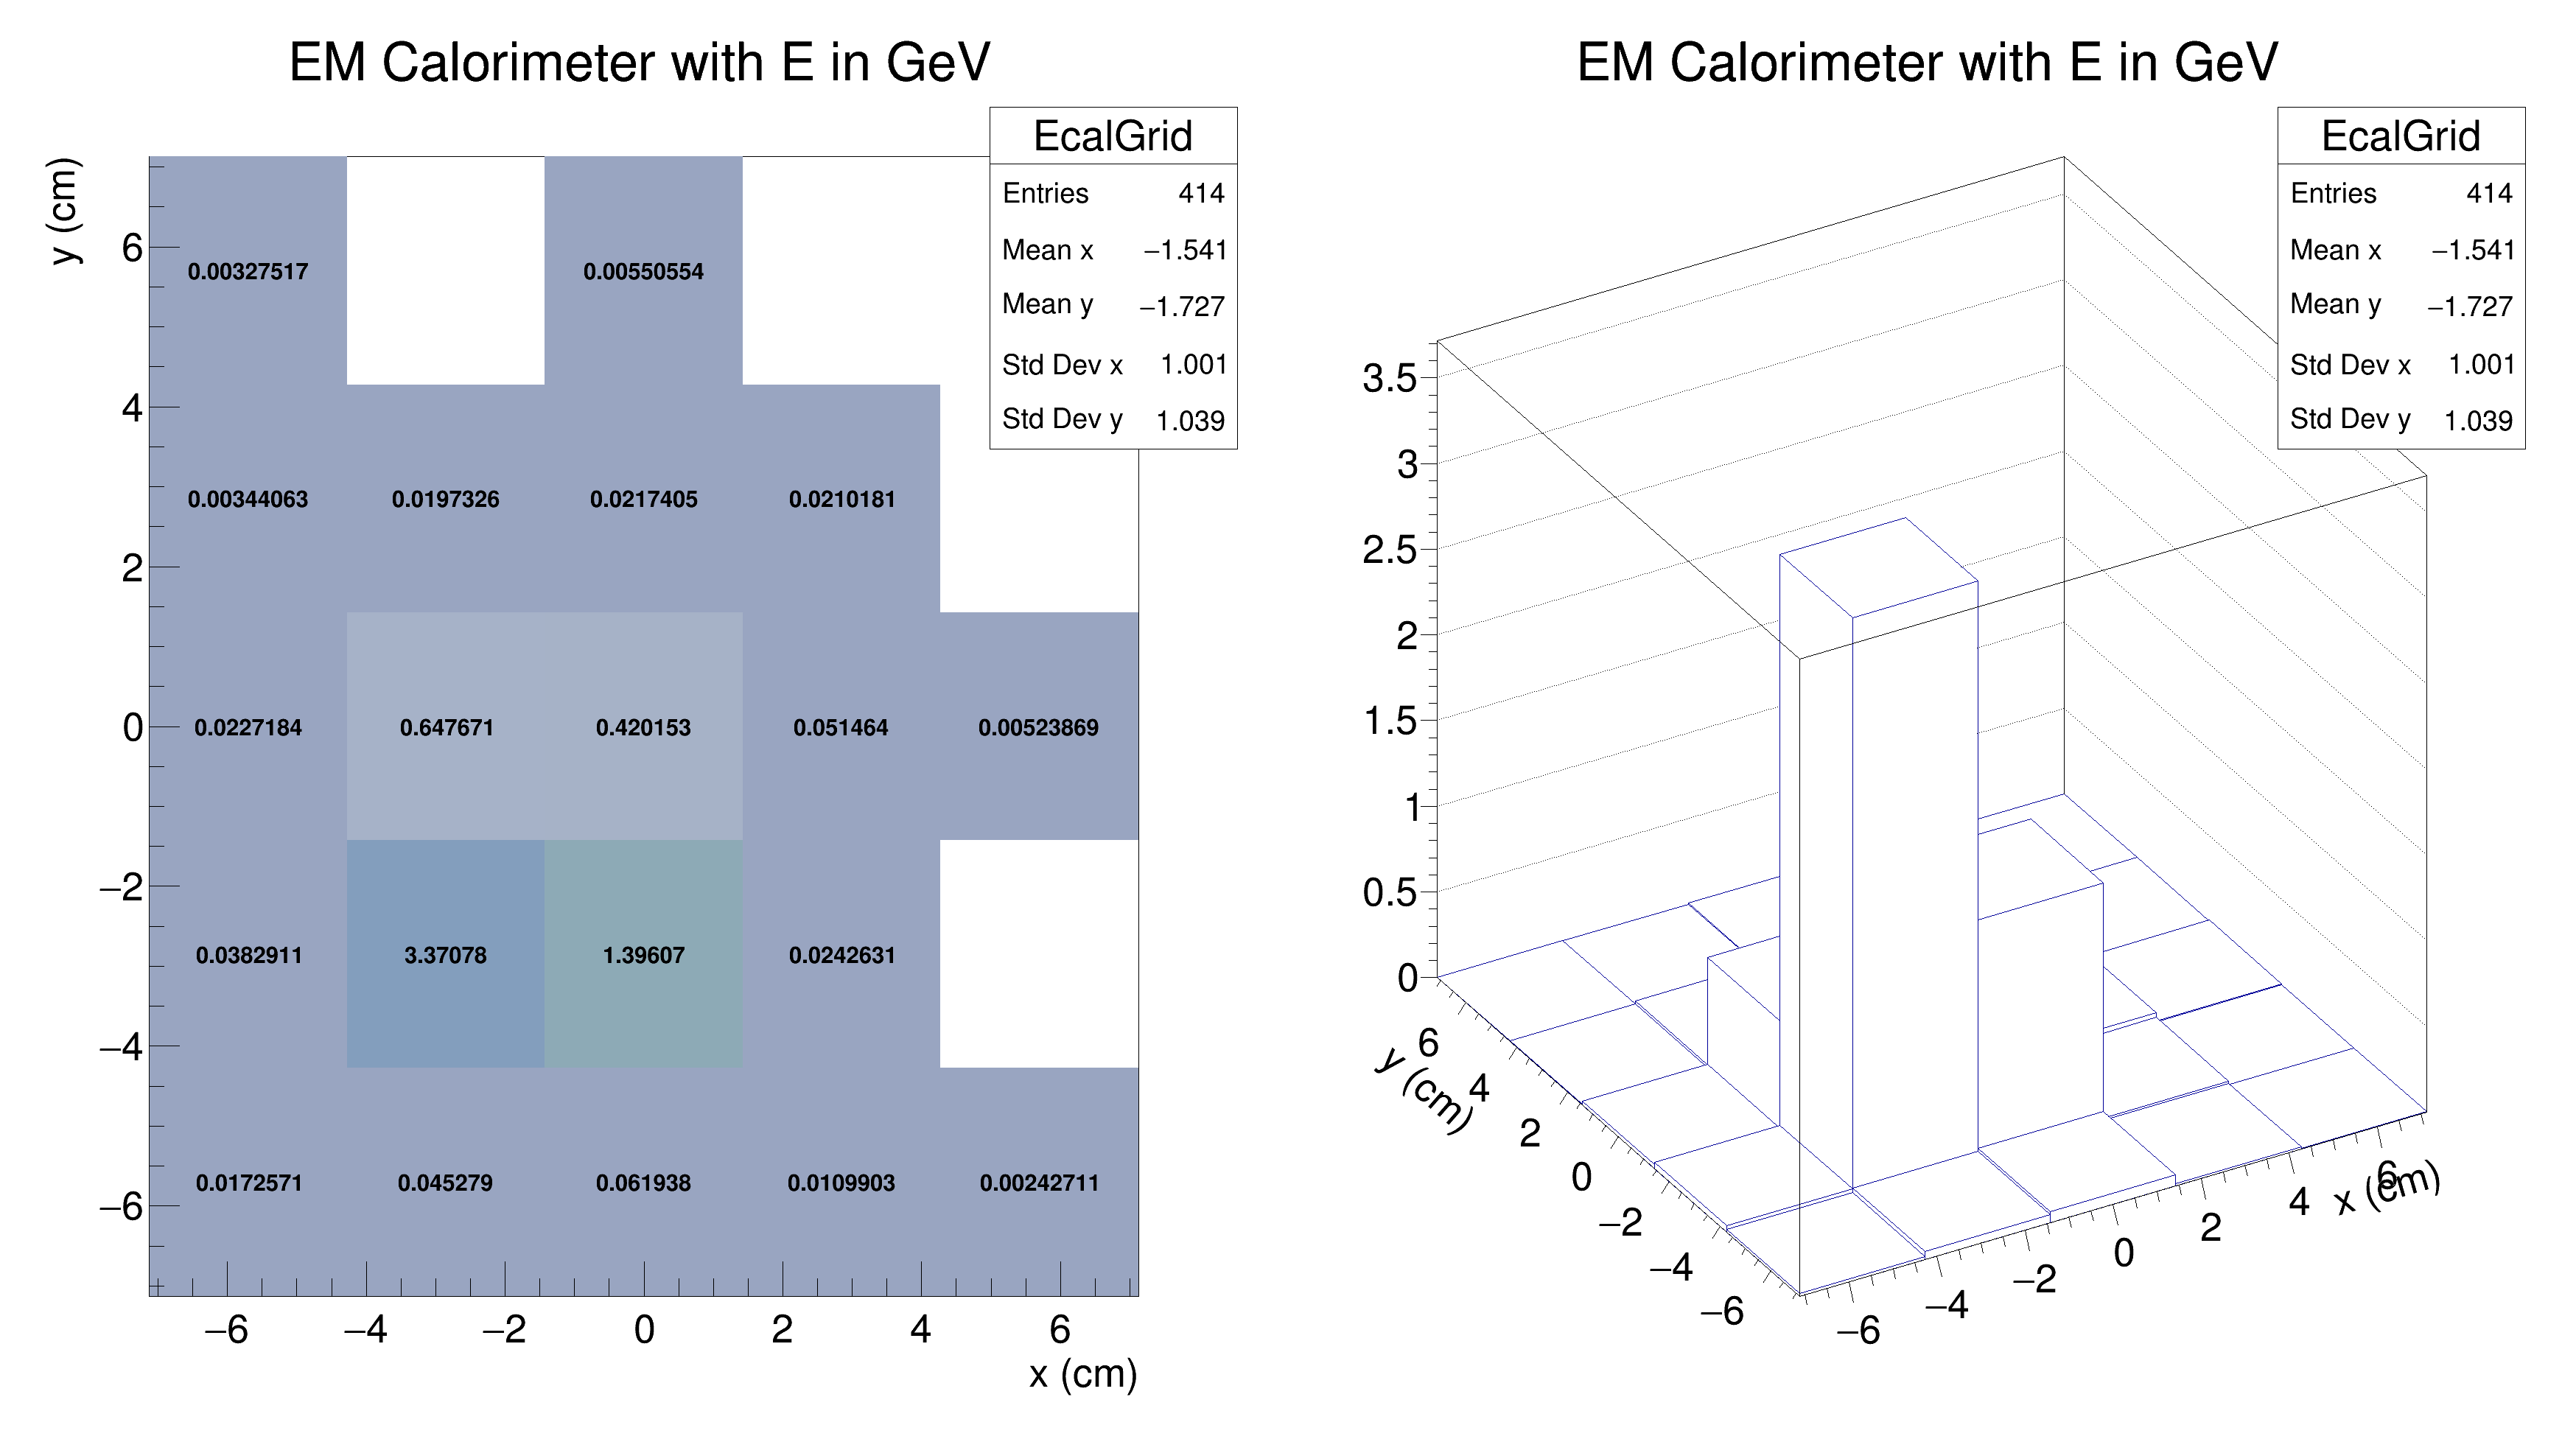 EM Calorimeter with E in GeV
EcalGrid
Entries 414
Mean x −1.541
Mean y −1.727
Std Dev x 1.001
Std Dev y 1.039
y (cm)
6
4
2
0
−2
−4
−6
0.00327517 0.00550554
0.00344063 0.0197326 0.0217405 0.0210181
0.0227184 0.647671 0.420153 0.051464 0.00523869
0.0382911 3.37078 1.39607 0.0242631
0.0172571 0.045279 0.061938 0.0109903 0.00242711
−6 −4 −2 0 2 4 6
x (cm)
EM Calorimeter with E in GeV
EcalGrid
Entries 414
Mean x −1.541
Mean y −1.727
Std Dev x 1.001
Std Dev y 1.039
3.5
3
2.5
2
1.5
1
0.5
0
y (cm)
6
4
2
0
−2
−4
−6
−6
−4
−2
0
2
4
6
x (cm)